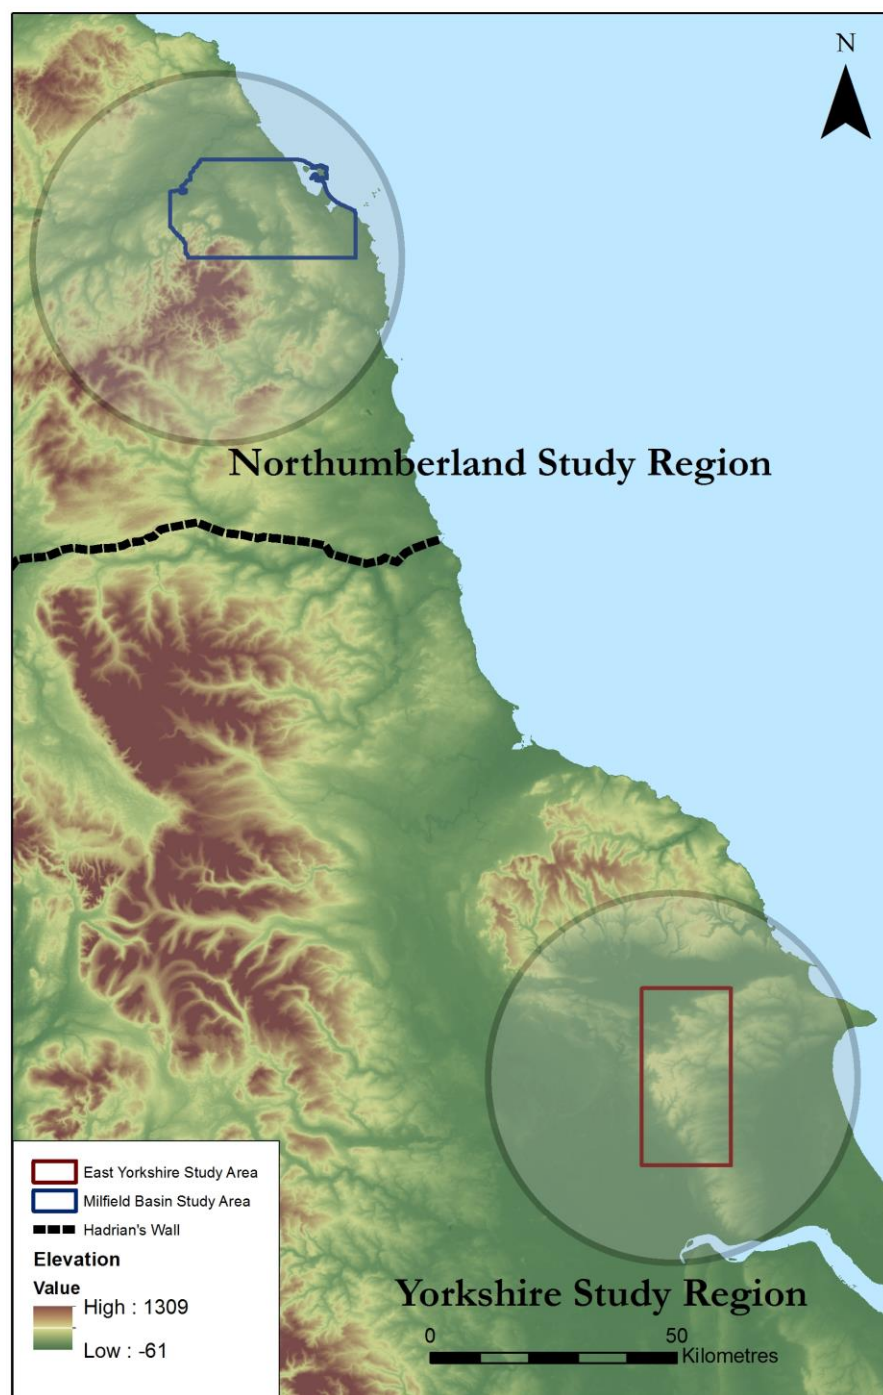 N
Northumberland Study Region
East Yorkshire Study Area
Milfield Basin Study Area
Hadrian's Wall
Elevation
Value
High : 1309
Low : -61
Yorkshire Study Region
0 50
Kilometres